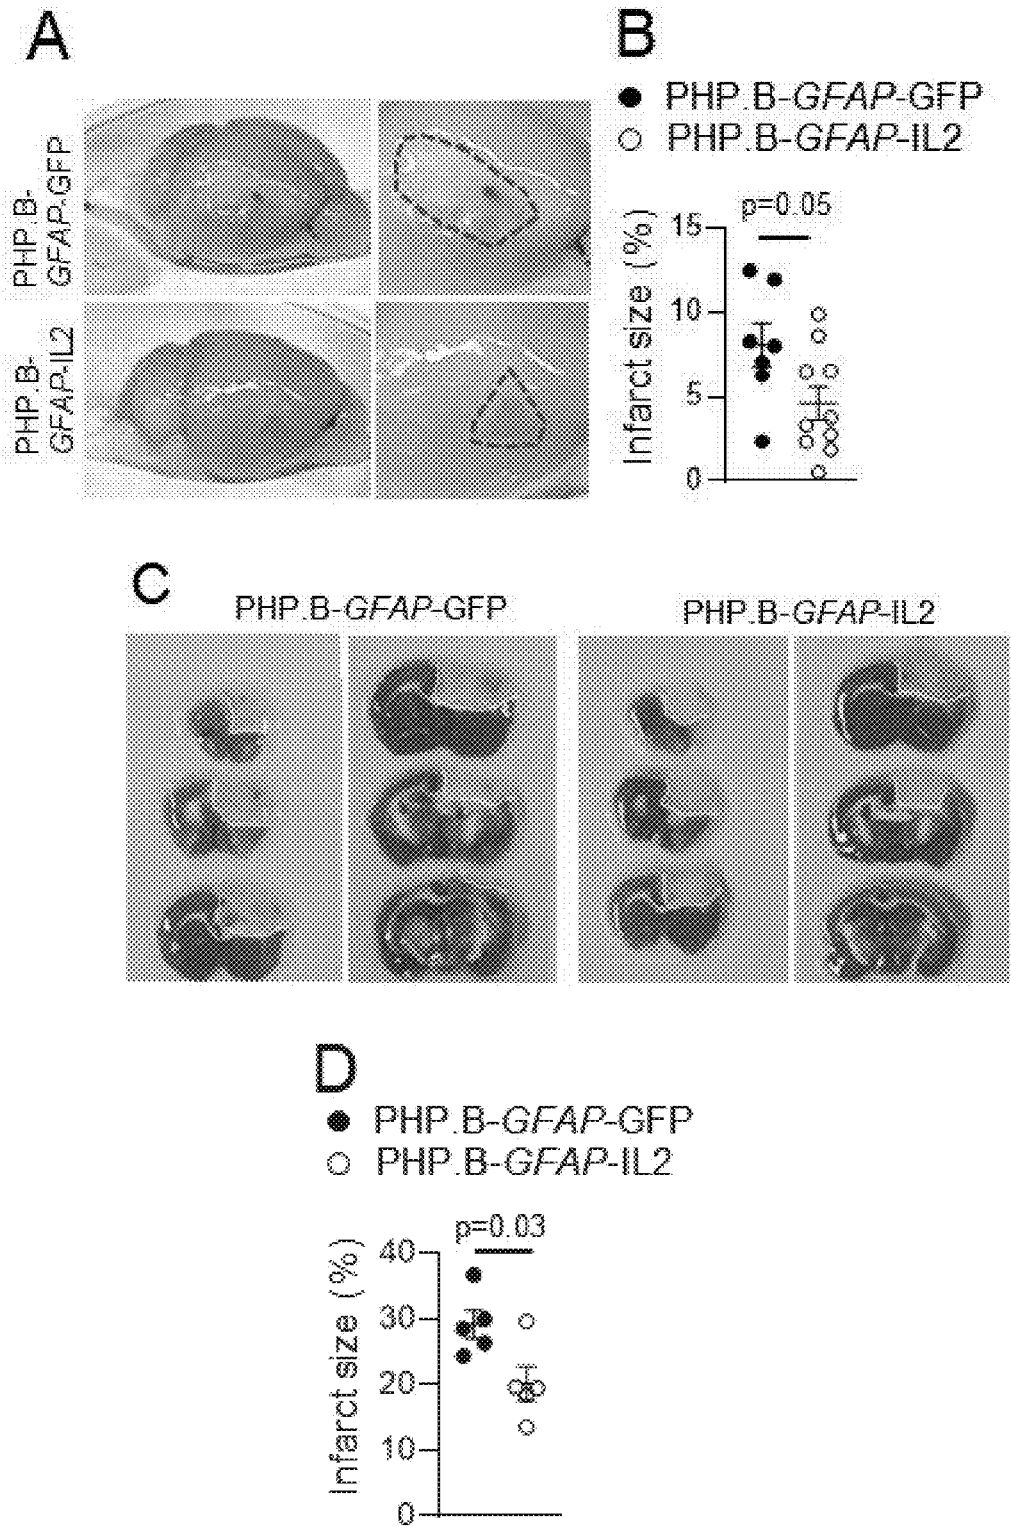 A
PHP.B-
GFAP-GFP
PHP.B-
GFAP-IL2
B
PHP.B-GFAP-GFP
PHP.B-GFAP-IL2
p=0.05
Infarct size (%)
15
10
5
0
C
PHP.B-GFAP-GFP
PHP.B-GFAP-IL2
D
PHP.B-GFAP-GFP
PHP.B-GFAP-IL2
p=0.03
Infarct size (%)
40
30
20
10
0